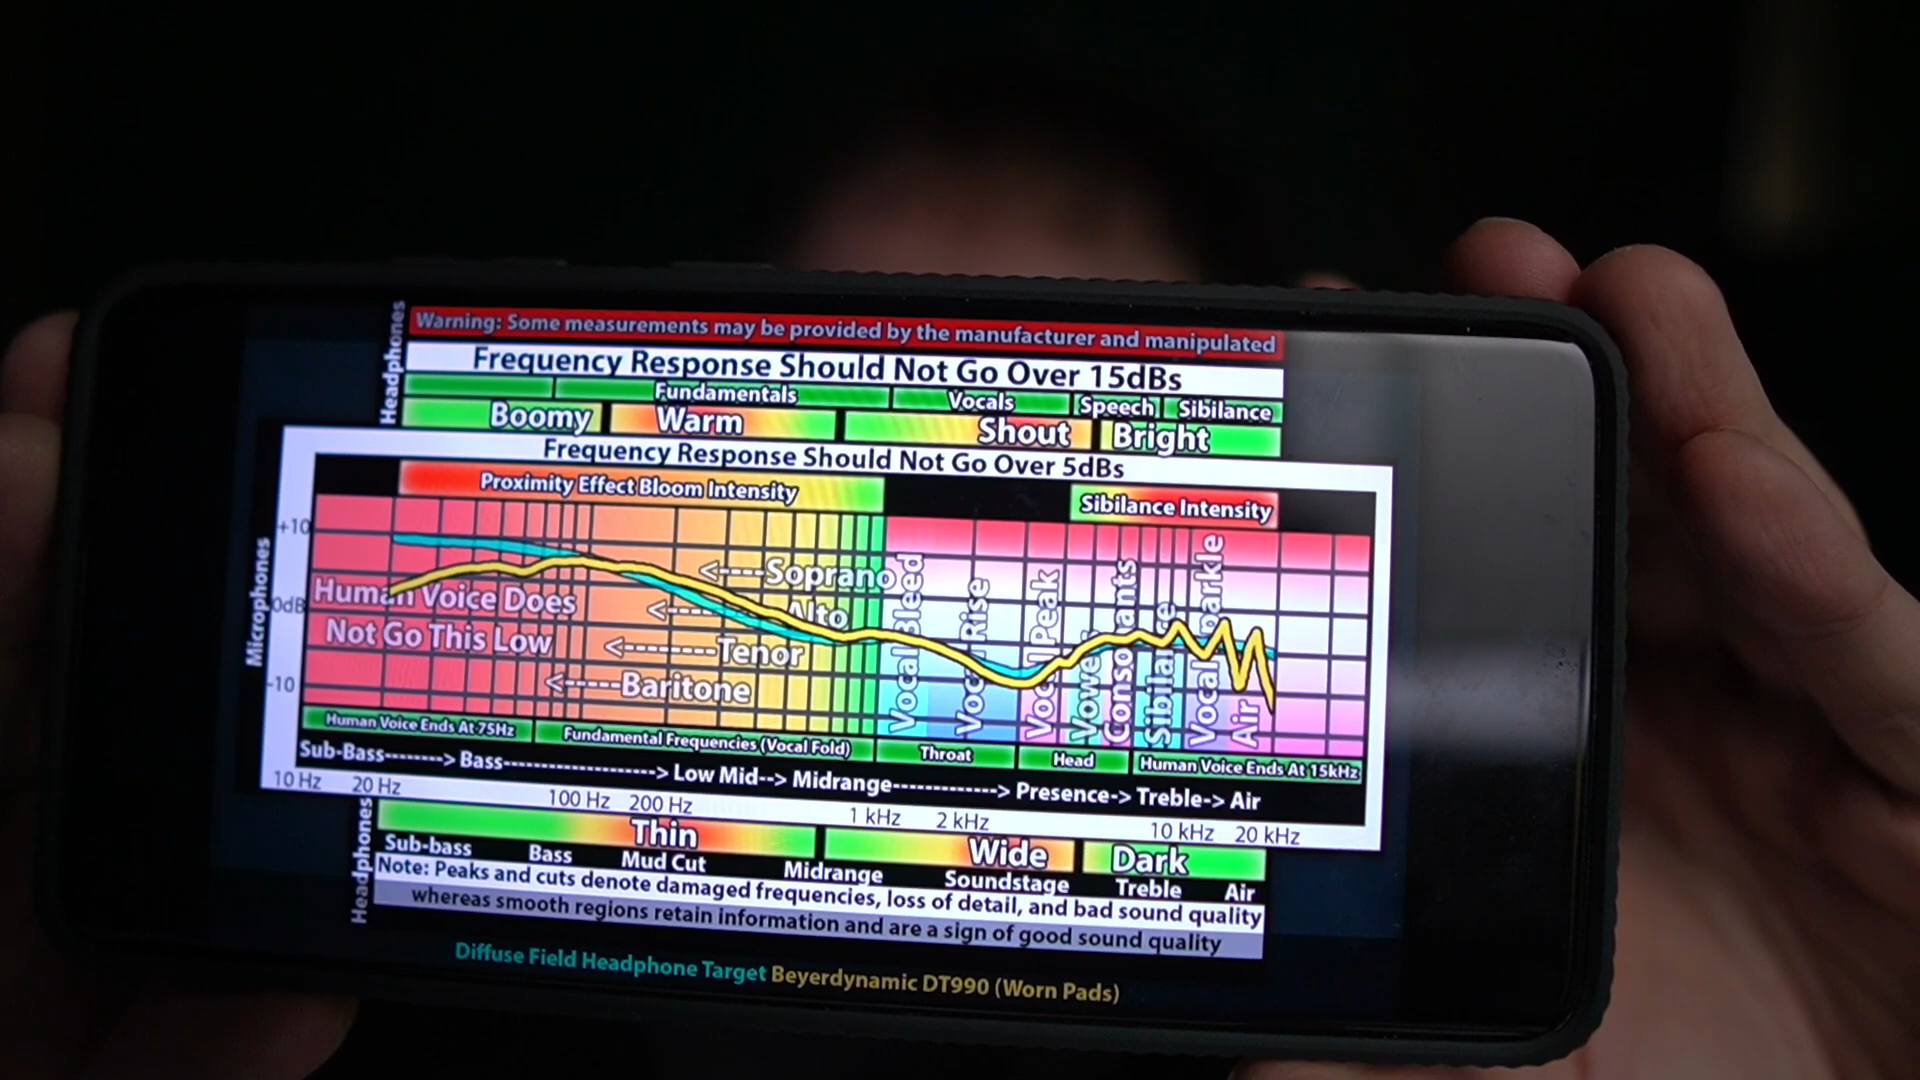 Headphones
Warning: Some measurements may be provided by the manufacturer and manipulated
Frequency Response Should Not Go Over 15dBs
Fundamentals Vocals Speech Sibilance
Boomy Warm Shout Bright
Frequency Response Should Not Go Over 5dBs
Proximity Effect Bloom Intensity Sibilance Intensity
Microphones
+10
0dB
-10
Human Voice Does
Not Go This Low
<----Soprano
<---- Alto
<--------Tenor
<-----Baritone
Vocal Bleed
Rise
Peak
Air
Human Voice Ends At 75Hz Fundamental Frequencies (Vocal Fold) Throat Head Human Voice Ends At 15kHz
Sub-Bass-------> Bass------------------> Low Mid--> Midrange-------------> Presence-> Treble-> Air
10 Hz 20 Hz 100 Hz 200 Hz 1 kHz 2 kHz 10 kHz 20 kHz
Headphones
Thin Wide Dark
Sub-bass Bass Mud Cut Midrange Soundstage Treble Air
Note: Peaks and cuts denote damaged frequencies, loss of detail, and bad sound quality
whereas smooth regions retain information and are a sign of good sound quality
Diffuse Field Headphone Target Beyerdynamic DT990 (Worn Pads)